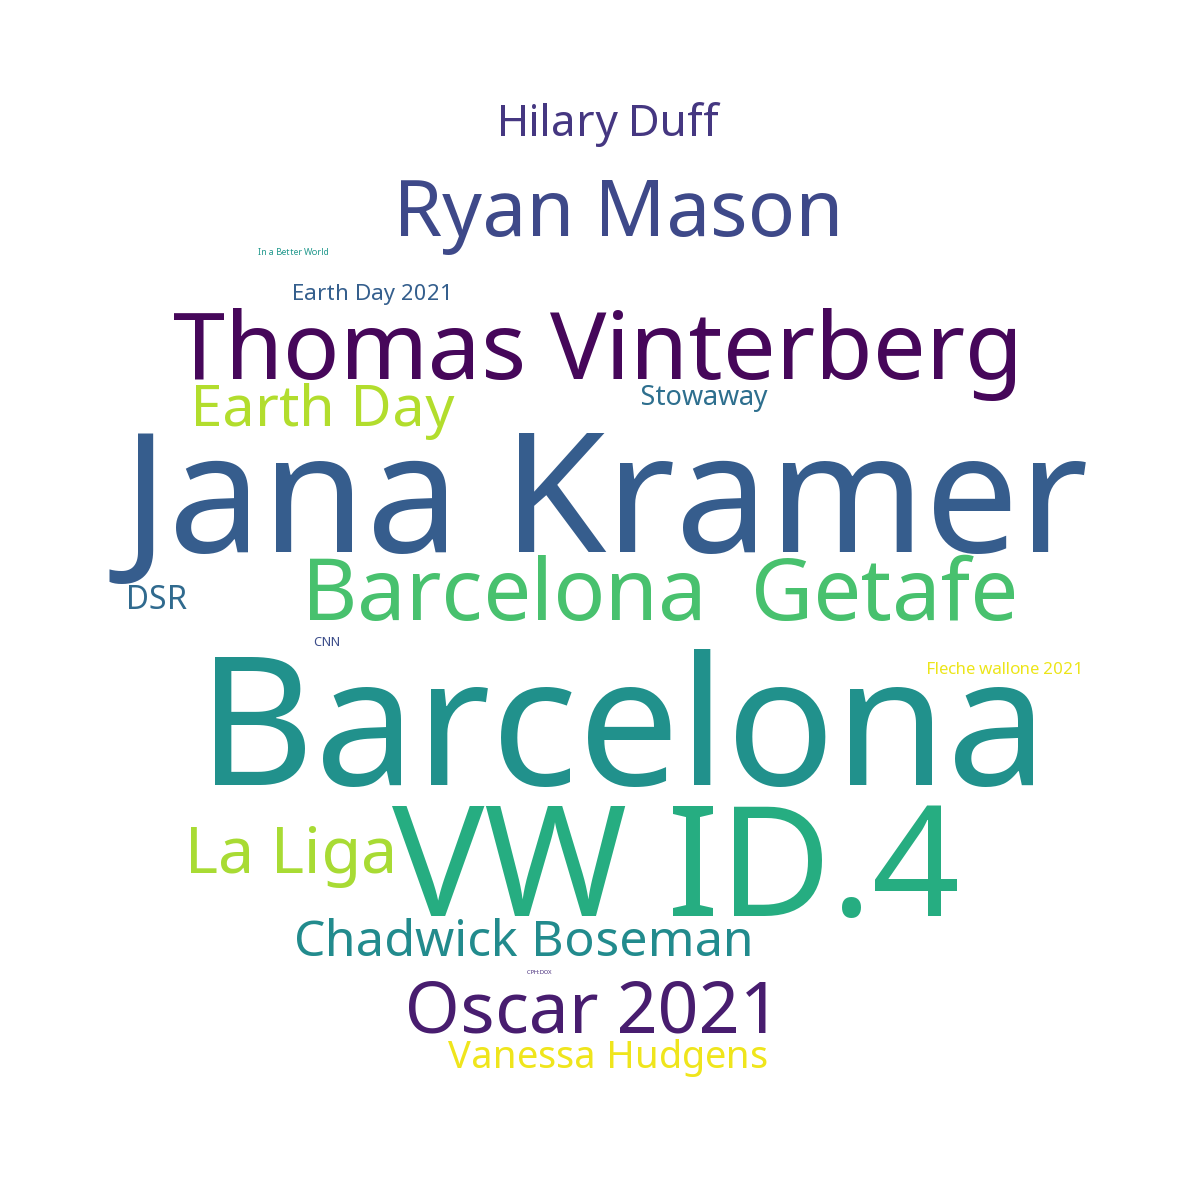 Hilary Duff
Ryan Mason
In a Better World
Earth Day 2021
Thomas Vinterberg
Earth Day
Stowaway
Jana Kramer
DSR
Barcelona  Getafe
CNN
Fleche wallone 2021
Barcelona
VW ID.4
La Liga
Chadwick Boseman
CPH:DOX
Oscar 2021
Vanessa Hudgens